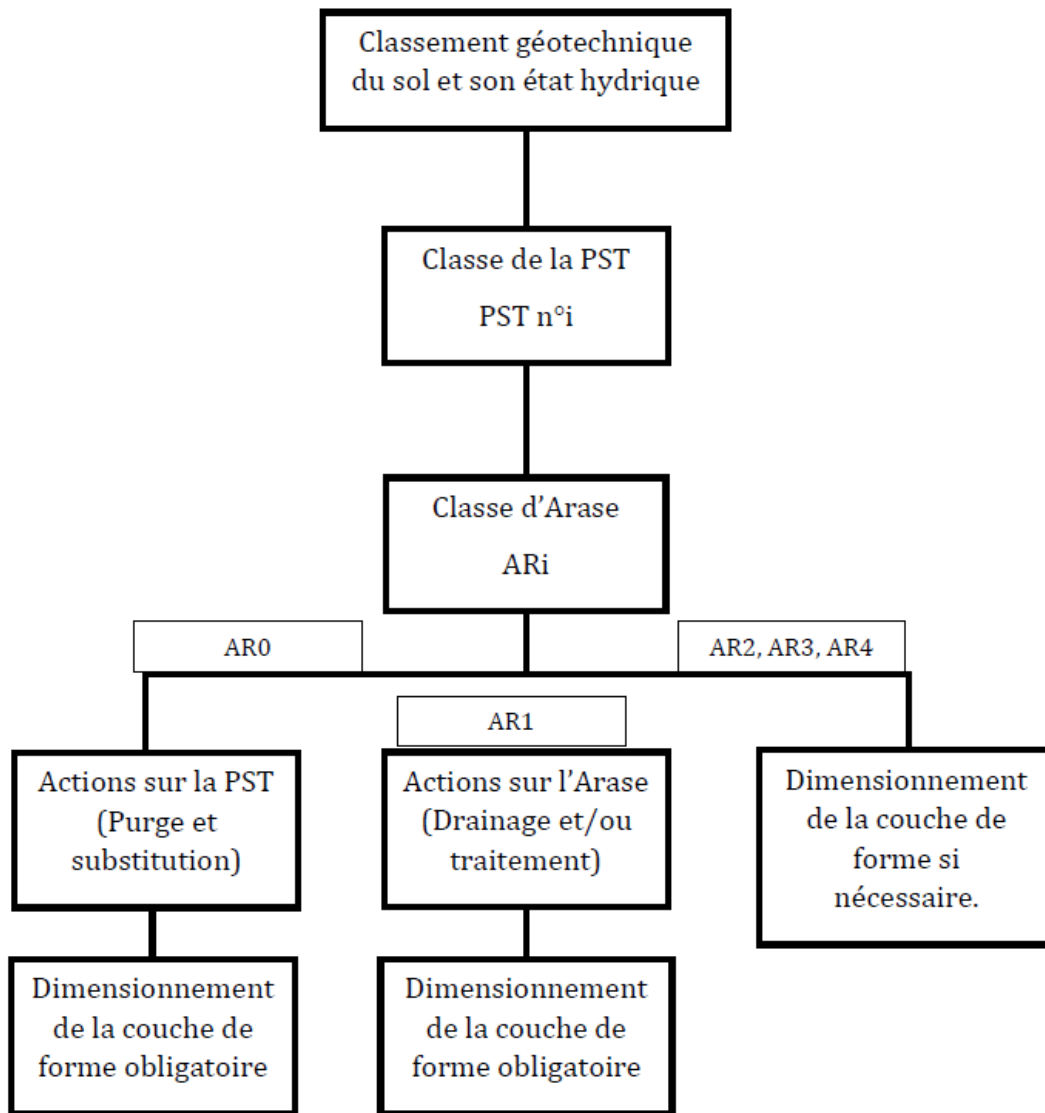 Classement géotechnique
du sol et son état hydrique
Classe de la PST
PST n°i
Classe d'Arase
ARi
AR0
AR2, AR3, AR4
AR1
Actions sur la PST
(Purge et
substitution)
Actions sur l'Arase
(Drainage et/ou
traitement)
Dimensionnement
de la couche de
forme si
nécessaire.
Dimensionnement
de la couche de
forme obligatoire
Dimensionnement
de la couche de
forme obligatoire